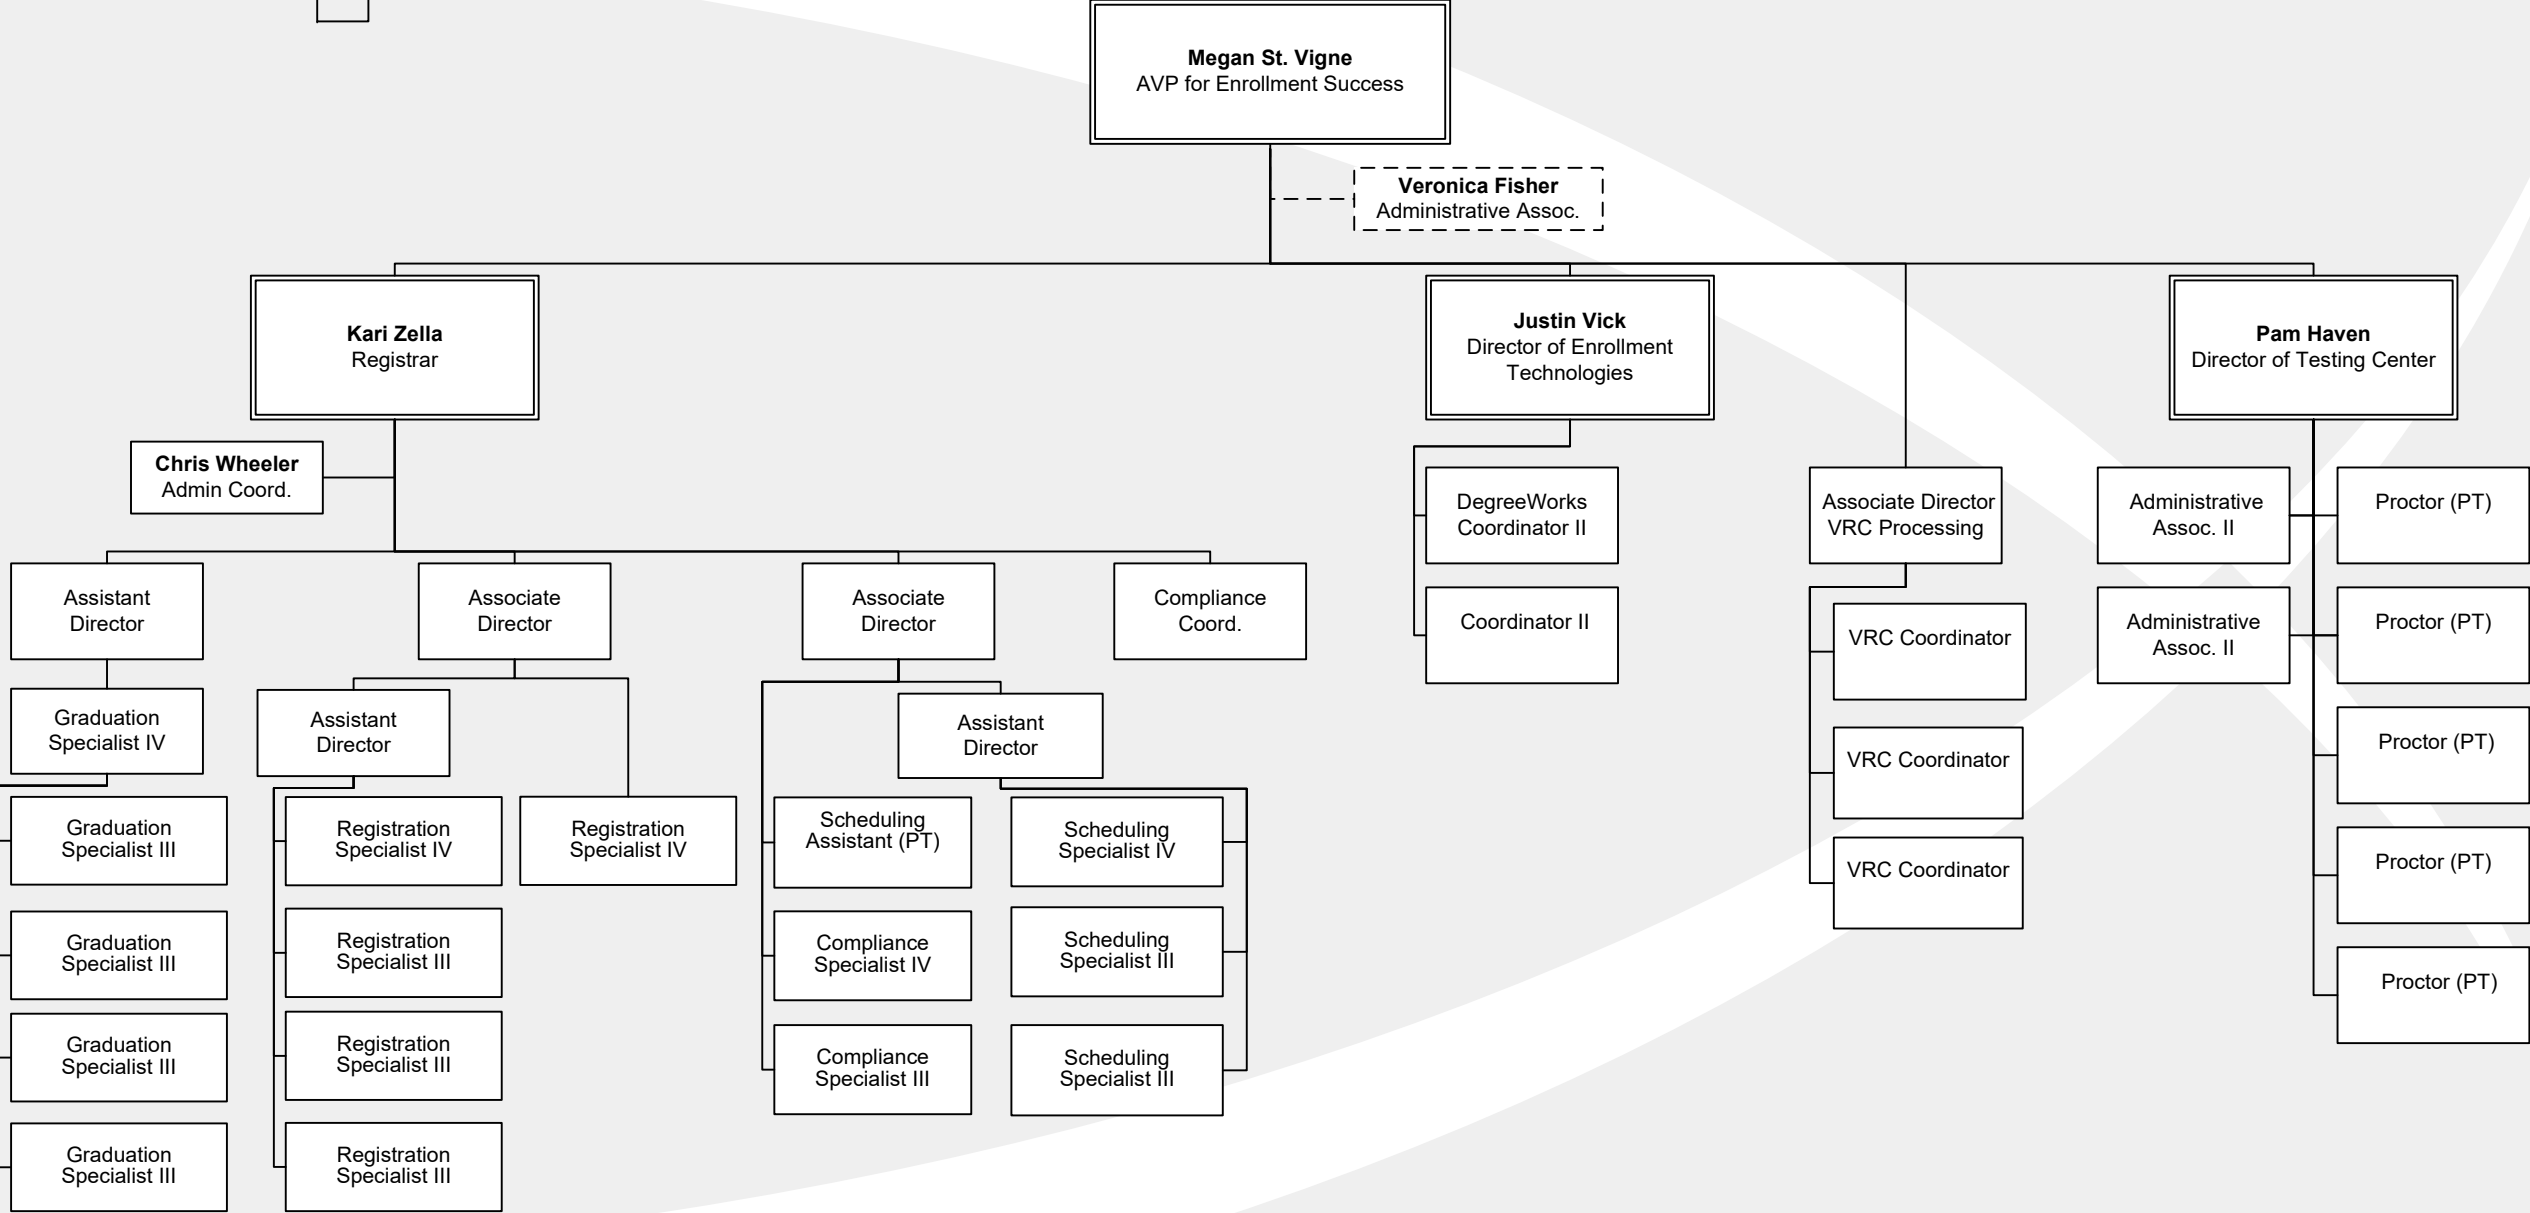 Megan St. Vigne
AVP for Enrollment Success
Veronica Fisher
Administrative Assoc.
Kari Zella
Registrar
Justin Vick
Director of Enrollment
Technologies
Pam Haven
Director of Testing Center
Chris Wheeler
Admin Coord.
Assistant
Director
Graduation
Specialist IV
Graduation
Specialist III
Graduation
Specialist III
Graduation
Specialist III
Graduation
Specialist III
Associate
Director
Assistant
Director
Registration
Specialist IV
Registration
Specialist III
Registration
Specialist III
Registration
Specialist III
Registration
Specialist IV
Associate
Director
Assistant
Director
Scheduling
Assistant (PT)
Compliance
Specialist IV
Compliance
Specialist III
Scheduling
Specialist IV
Scheduling
Specialist III
Scheduling
Specialist III
Compliance
Coord.
DegreeWorks
Coordinator II
Coordinator II
Associate Director
VRC Processing
VRC Coordinator
VRC Coordinator
VRC Coordinator
Administrative
Assoc. II
Administrative
Assoc. II
Proctor (PT)
Proctor (PT)
Proctor (PT)
Proctor (PT)
Proctor (PT)